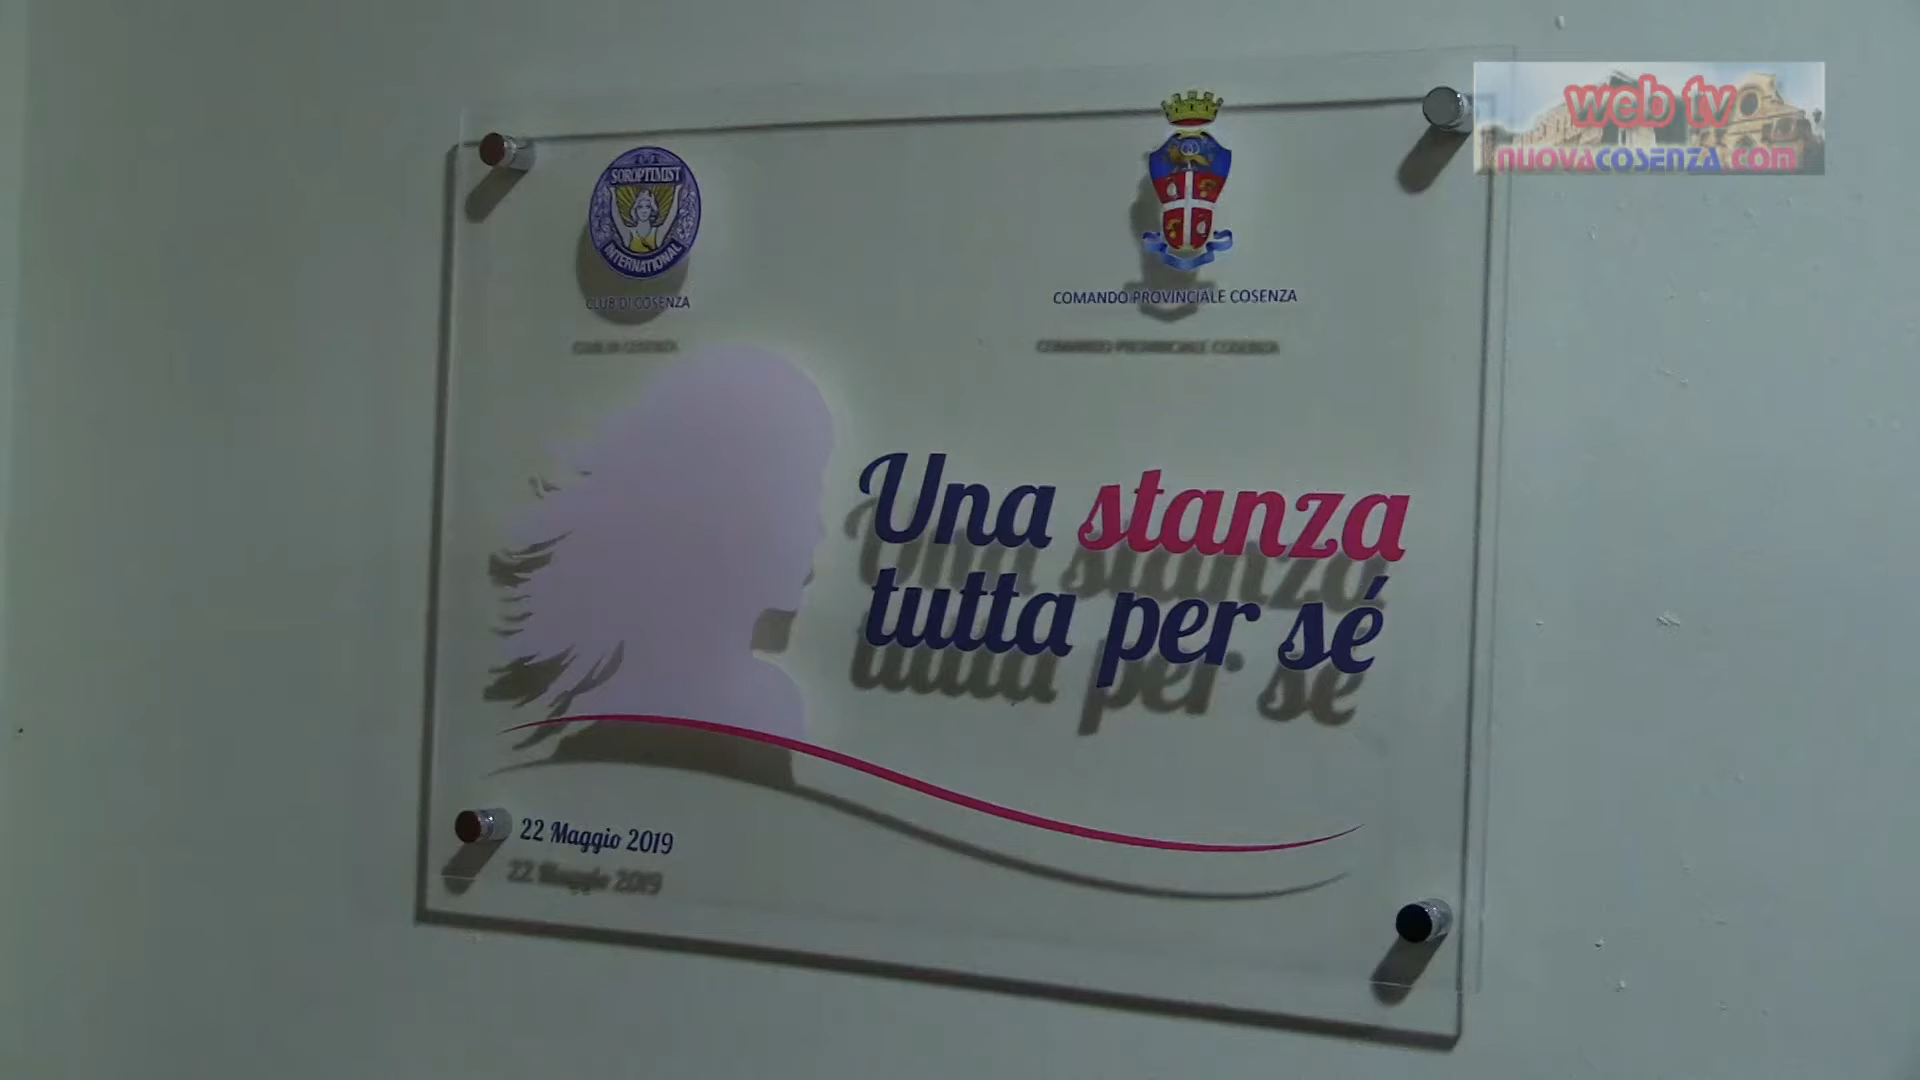 web tv
nuovacosenza.com
SOROPTIMIST
INTERNATIONAL
CLUB DI COSENZA
COMANDO PROVINCIALE COSENZA
Una stanza
tutta per sé
22 Maggio 2019